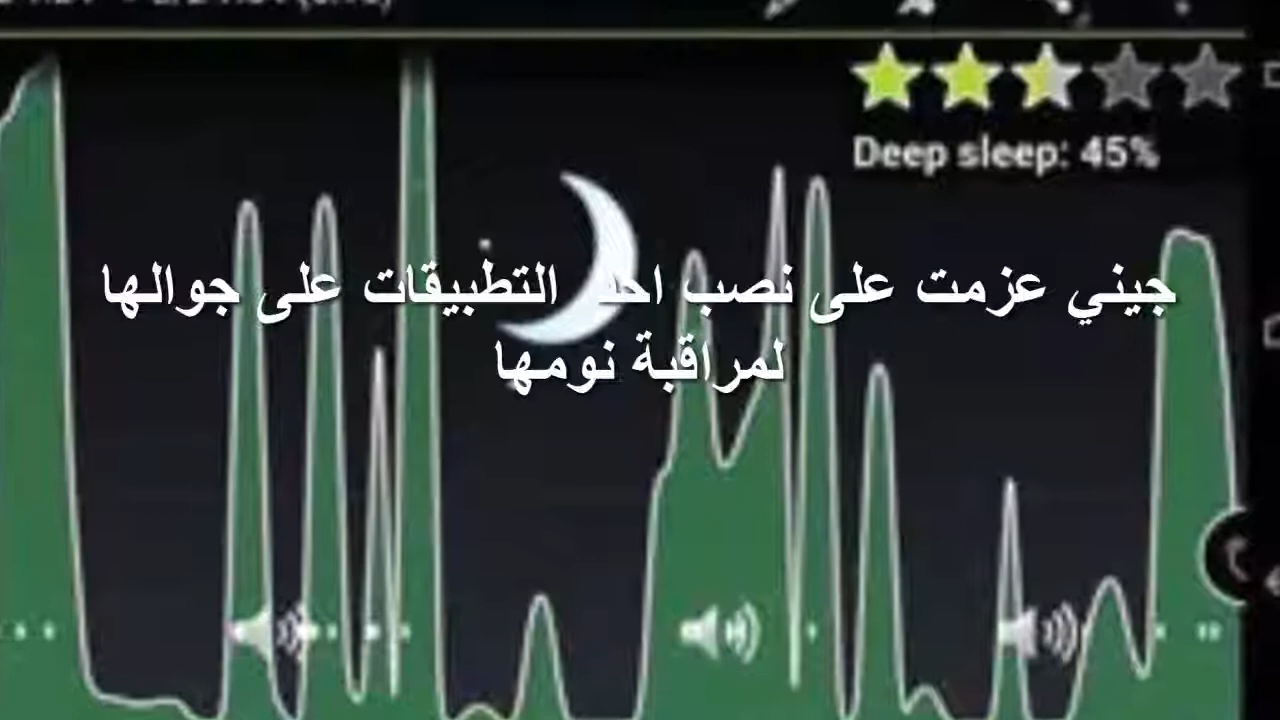 Deep sleep: 45%
جيني عزمت على نصب احد التطبيقات على جوالها
لمراقبة نومها